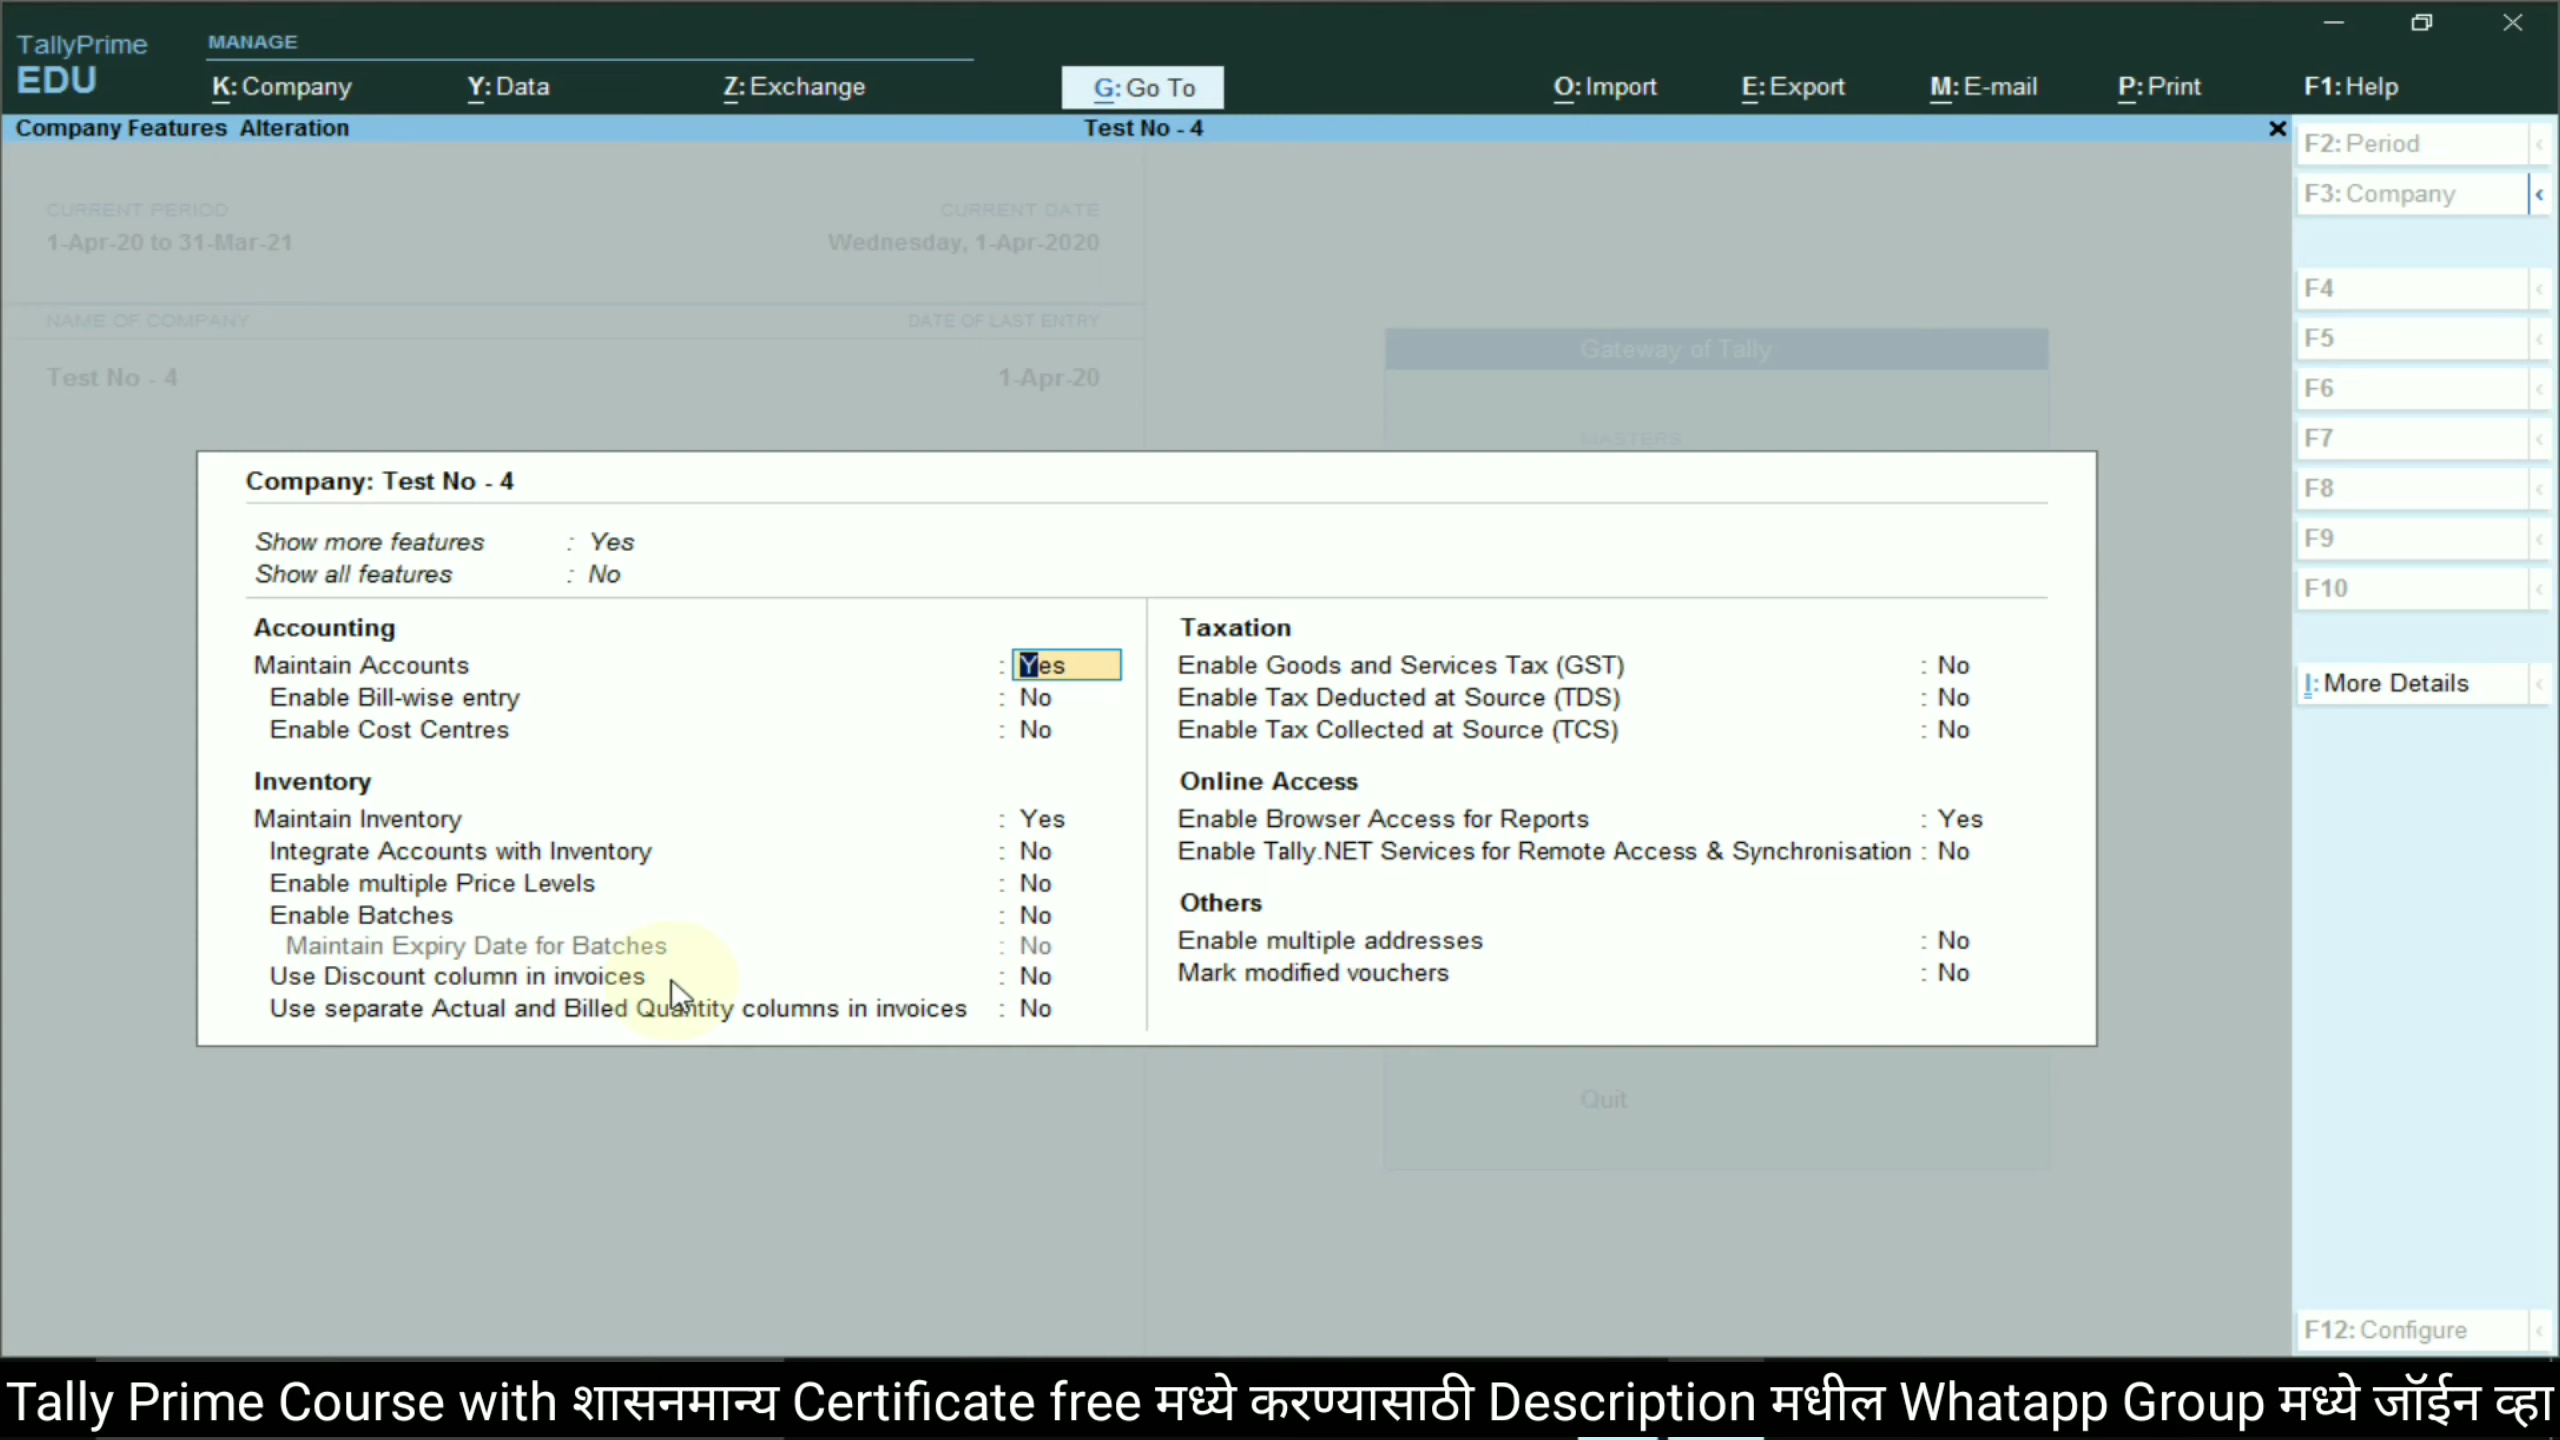 TallyPrime
EDU
MANAGE
K: Company
Y: Data
Z: Exchange
G: Go To
O: Import
E: Export
M: E-mail
P: Print
F1: Help
Company Features Alteration
Test No - 4
F2: Period
F3: Company
F4
F5
F6
F7
F8
F9
F10
I: More Details
F12: Configure
CURRENT PERIOD
CURRENT DATE
1-Apr-20 to 31-Mar-21
Wednesday, 1-Apr-2020
NAME OF COMPANY
DATE OF LAST ENTRY
Test No - 4
1-Apr-20
Gateway of Tally
MASTERS
Company: Test No - 4
Show more features : Yes
Show all features : No
Accounting
Maintain Accounts : Yes
Enable Bill-wise entry : No
Enable Cost Centres : No
Inventory
Maintain Inventory : Yes
Integrate Accounts with Inventory : No
Enable multiple Price Levels : No
Enable Batches : No
Maintain Expiry Date for Batches : No
Use Discount column in invoices : No
Use separate Actual and Billed Quantity columns in invoices : No
Taxation
Enable Goods and Services Tax (GST) : No
Enable Tax Deducted at Source (TDS) : No
Enable Tax Collected at Source (TCS) : No
Online Access
Enable Browser Access for Reports : Yes
Enable Tally.NET Services for Remote Access & Synchronisation : No
Others
Enable multiple addresses : No
Mark modified vouchers : No
Quit
Tally Prime Course with शासनमान्य Certificate free मध्ये करण्यासाठी Description मधील Whatapp Group मध्ये जॉईन व्हा